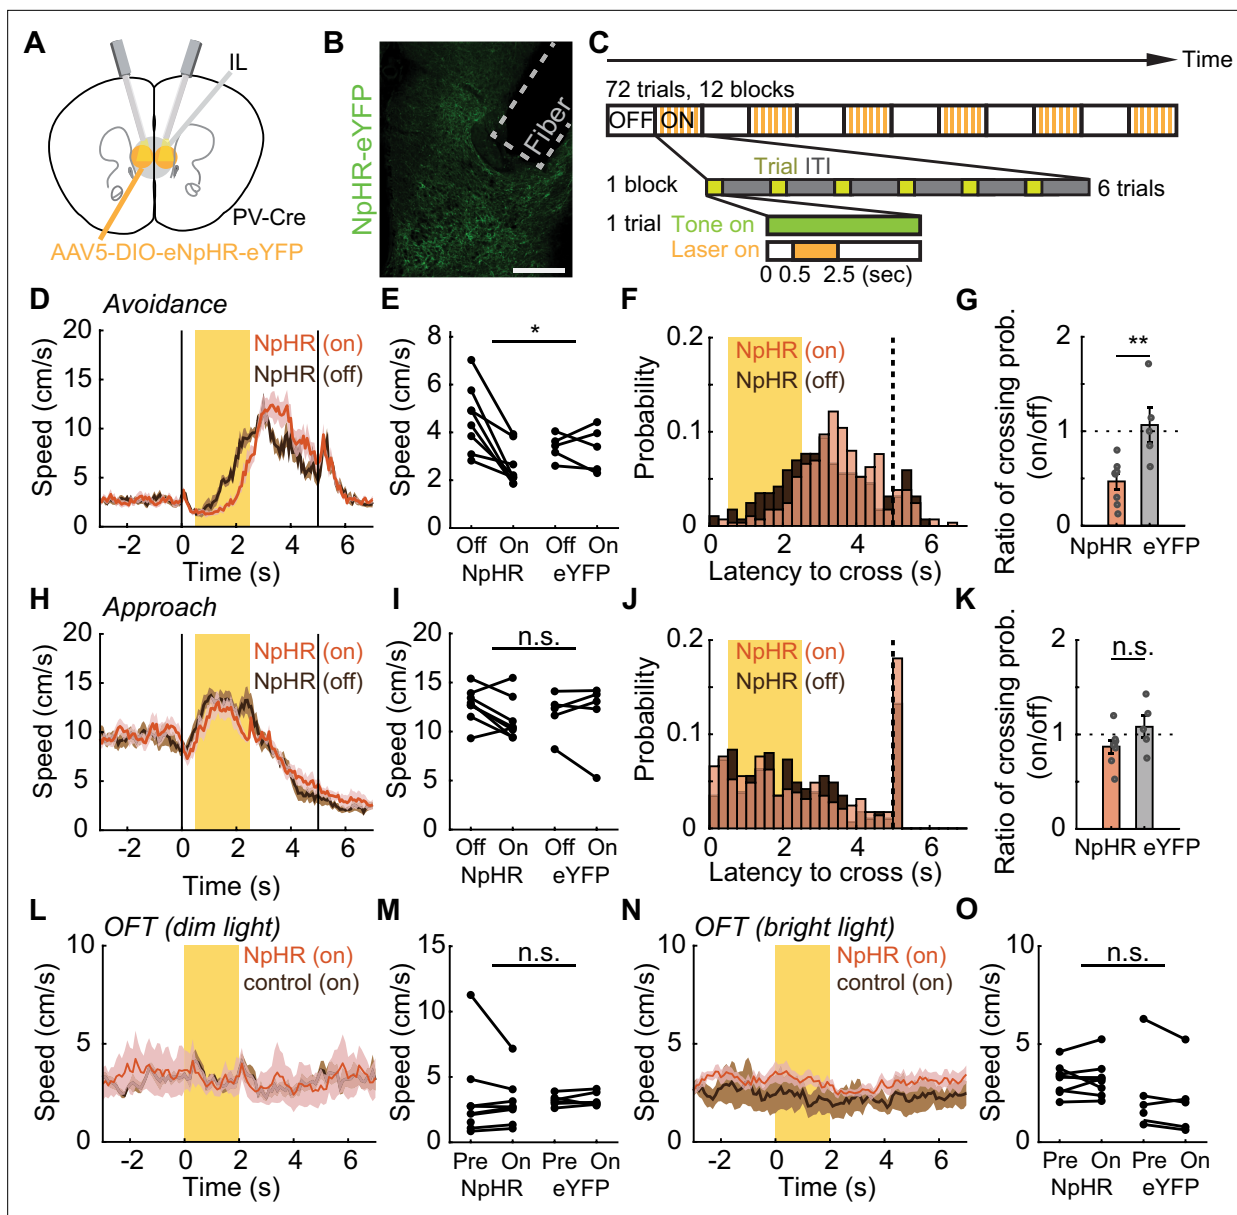 A
IL
PV-Cre
AAV5-DIO-eNpHR-eYFP
B
NpHR-eYFP
Fiber
C
Time
72 trials, 12 blocks
OFF ON
Trial ITI
1 block
6 trials
1 trial
Tone on
Laser on
0 0.5 2.5 (sec)
D
Avoidance
NpHR (on)
NpHR (off)
Speed (cm/s)
20
15
10
5
0
-2 0 2 4 6
Time (s)
E
*
Speed (cm/s)
8
6
4
2
0
Off On Off On
NpHR eYFP
F
NpHR (on)
NpHR (off)
Probability
0.2
0.1
0
0 2 4 6
Latency to cross (s)
G
**
Ratio of crossing prob.
(on/off)
2
1
0
NpHR eYFP
H
Approach
NpHR (on)
NpHR (off)
Speed (cm/s)
20
15
10
5
0
-2 0 2 4 6
Time (s)
I
n.s.
Speed (cm/s)
20
15
10
5
0
Off On Off On
NpHR eYFP
J
NpHR (on)
NpHR (off)
Probability
0.2
0.1
0
0 2 4 6
Latency to cross (s)
K
n.s.
Ratio of crossing prob.
(on/off)
2
1
0
NpHR eYFP
L
OFT (dim light)
NpHR (on)
control (on)
Speed (cm/s)
10
5
0
-2 0 2 4 6
Time (s)
M
n.s.
Speed (cm/s)
15
10
5
0
Pre On Pre On
NpHR eYFP
N
OFT (bright light)
NpHR (on)
control (on)
Speed (cm/s)
10
5
0
-2 0 2 4 6
Time (s)
O
n.s.
Speed (cm/s)
10
5
0
Pre On Pre On
NpHR eYFP